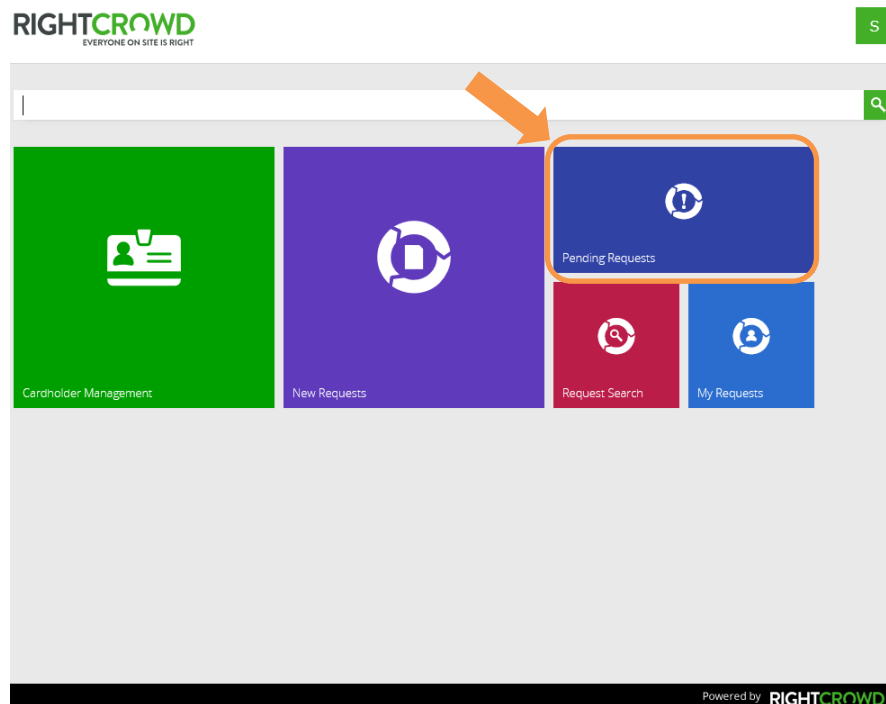 RIGHTCROWD
EVERYONE ON SITE IS RIGHT
S
Pending Requests
Cardholder Management
New Requests
Request Search
My Requests
Powered by RIGHTCROWD